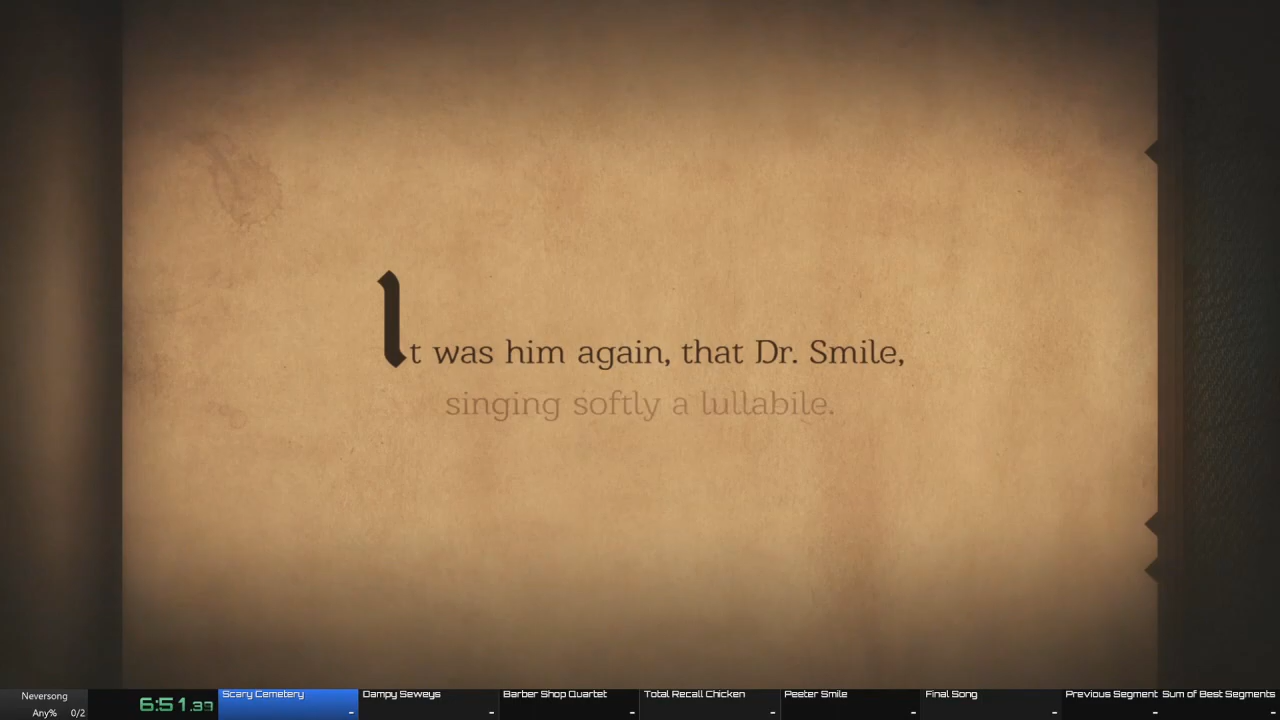 It was him again, that Dr. Smile,
singing softly a lullabile.
Neversong
Any% 0/2
6:51.39
Scary Cemetery
-
Dampy Seweys
-
Barber Shop Quartet
-
Total Recall Chicken
-
Peeter Smile
-
Final Song
-
Previous Segment
-
Sum of Best Segments
-